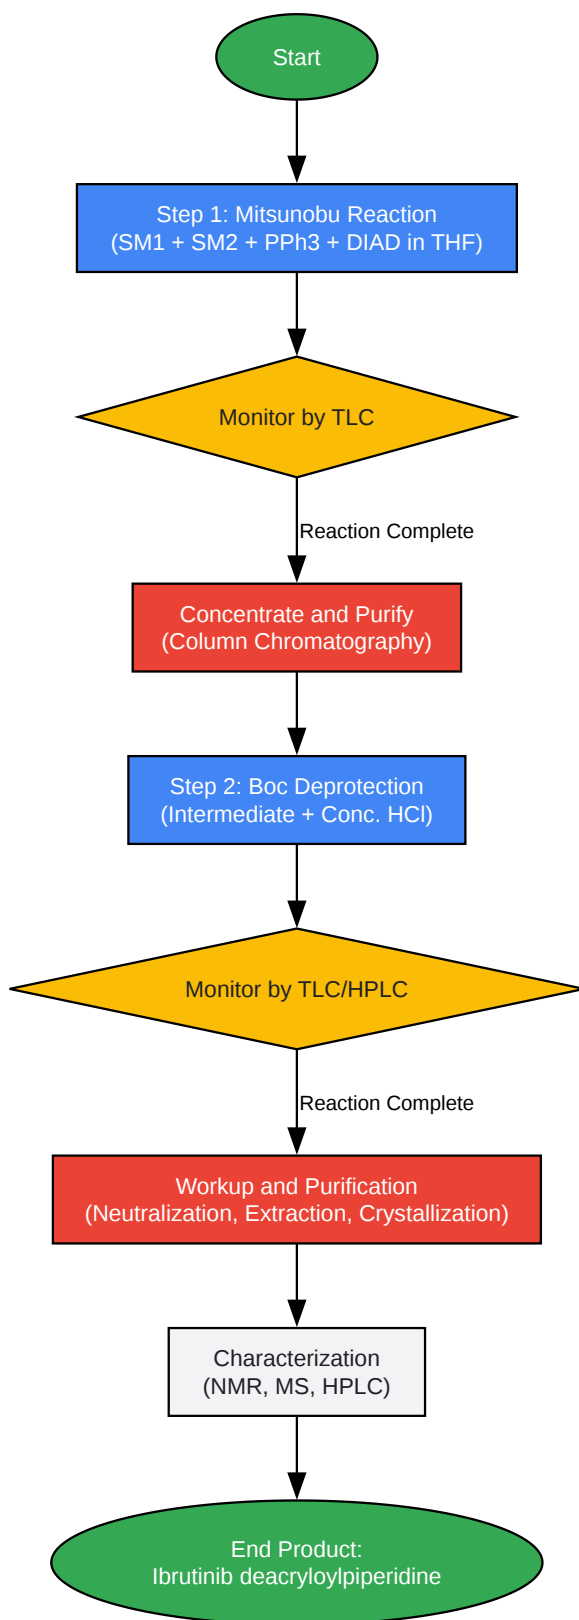 Start
Step 1: Mitsunobu Reaction
(SM1 + SM2 + PPh3 + DIAD in THF)
Monitor by TLC
Reaction Complete
Concentrate and Purify
(Column Chromatography)
Step 2: Boc Deprotection
(Intermediate + Conc. HCl)
Monitor by TLC/HPLC
Reaction Complete
Workup and Purification
(Neutralization, Extraction, Crystallization)
Characterization
(NMR, MS, HPLC)
End Product:
Ibrutinib deacryloylpiperidine